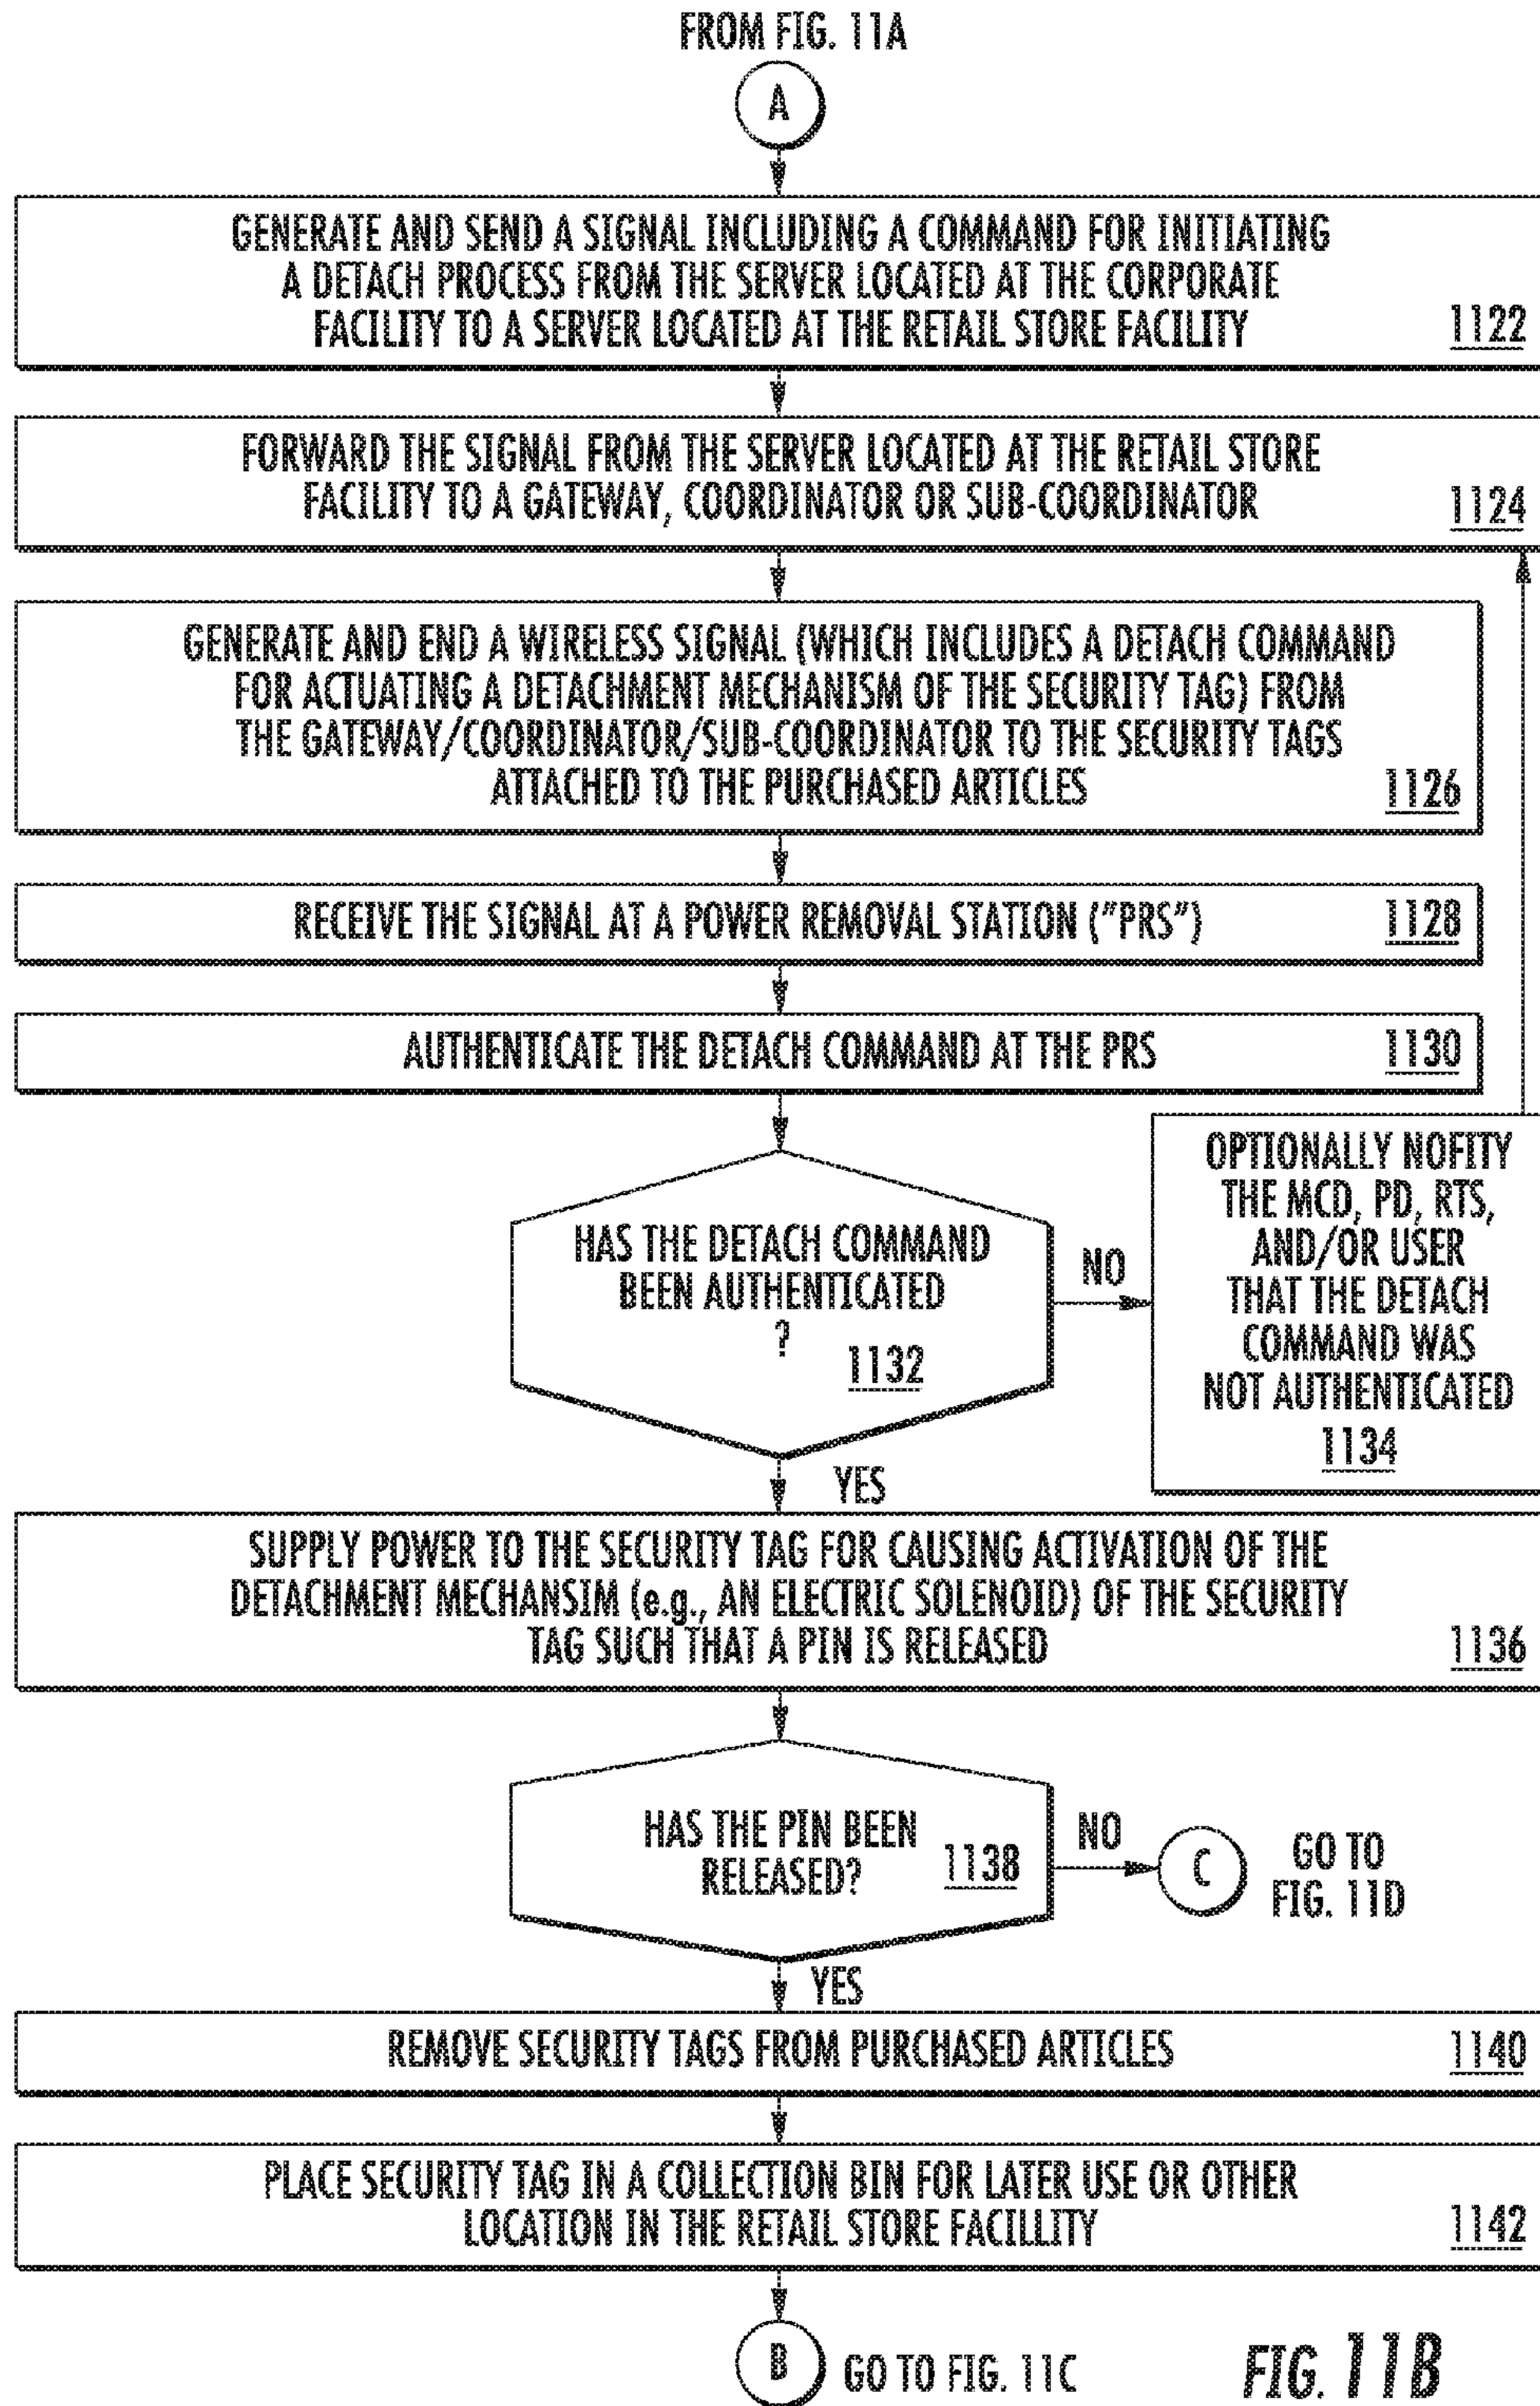 FROM FIG. 11A
A
GENERATE AND SEND A SIGNAL INCLUDING A COMMAND FOR INITIATING
A DETACH PROCESS FROM THE SERVER LOCATED AT THE CORPORATE
FACILITY TO A SERVER LOCATED AT THE RETAIL STORE FACILITY
1122
FORWARD THE SIGNAL FROM THE SERVER LOCATED AT THE RETAIL STORE
FACILITY TO A GATEWAY, COORDINATOR OR SUB-COORDINATOR
1124
GENERATE AND END A WIRELESS SIGNAL (WHICH INCLUDES A DETACH COMMAND
FOR ACTUATING A DETACHMENT MECHANISM OF THE SECURITY TAG) FROM
THE GATEWAY/COORDINATOR/SUB-COORDINATOR TO THE SECURITY TAGS
ATTACHED TO THE PURCHASED ARTICLES
1126
RECEIVE THE SIGNAL AT A POWER REMOVAL STATION ("PRS")
1128
AUTHENTICATE THE DETACH COMMAND AT THE PRS
1130
HAS THE DETACH COMMAND
BEEN AUTHENTICATED
?
1132
NO
OPTIONALLY NOFITY
THE MCD, PD, RTS,
AND/OR USER
THAT THE DETACH
COMMAND WAS
NOT AUTHENTICATED
1134
YES
SUPPLY POWER TO THE SECURITY TAG FOR CAUSING ACTIVATION OF THE
DETACHMENT MECHANSIM (e.g., AN ELECTRIC SOLENOID) OF THE SECURITY
TAG SUCH THAT A PIN IS RELEASED
1136
HAS THE PIN BEEN
RELEASED?
1138
NO
C
GO TO
FIG. 11D
YES
REMOVE SECURITY TAGS FROM PURCHASED ARTICLES
1140
PLACE SECURITY TAG IN A COLLECTION BIN FOR LATER USE OR OTHER
LOCATION IN THE RETAIL STORE FACILLITY
1142
B
GO TO FIG. 11C
FIG. 11B